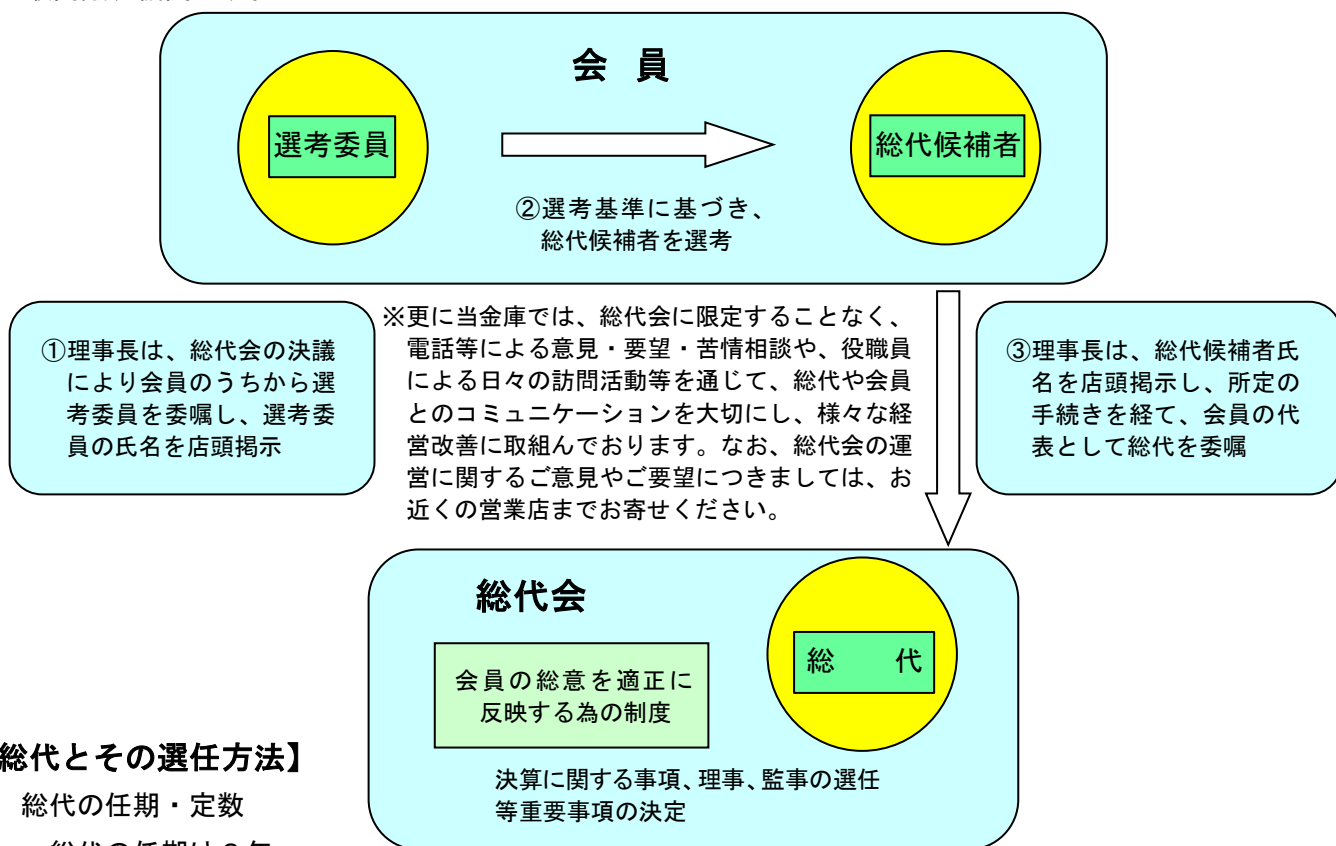 会 員
選考委員
総代候補者
②選考基準に基づき、
総代候補者を選考
①理事長は、総代会の決議
により会員のうちから選
考委員を委嘱し、選考委
員の氏名を店頭掲示
※更に当金庫では、総代会に限定することなく、
電話等による意見・要望・苦情相談や、役職員
による日々の訪問活動等を通じて、総代や会員
とのコミュニケーションを大切にし、様々な経
営改善に取組んでおります。なお、総代会の運
営に関するご意見やご要望につきましては、お
近くの営業店までお寄せください。
③理事長は、総代候補者氏
名を店頭掲示し、所定の
手続きを経て、会員の代
表として総代を委嘱
総代会
会員の総意を適正に
反映する為の制度
総 代
決算に関する事項、理事、監事の選任
等重要事項の決定
総代とその選任方法】
総代の任期・定数